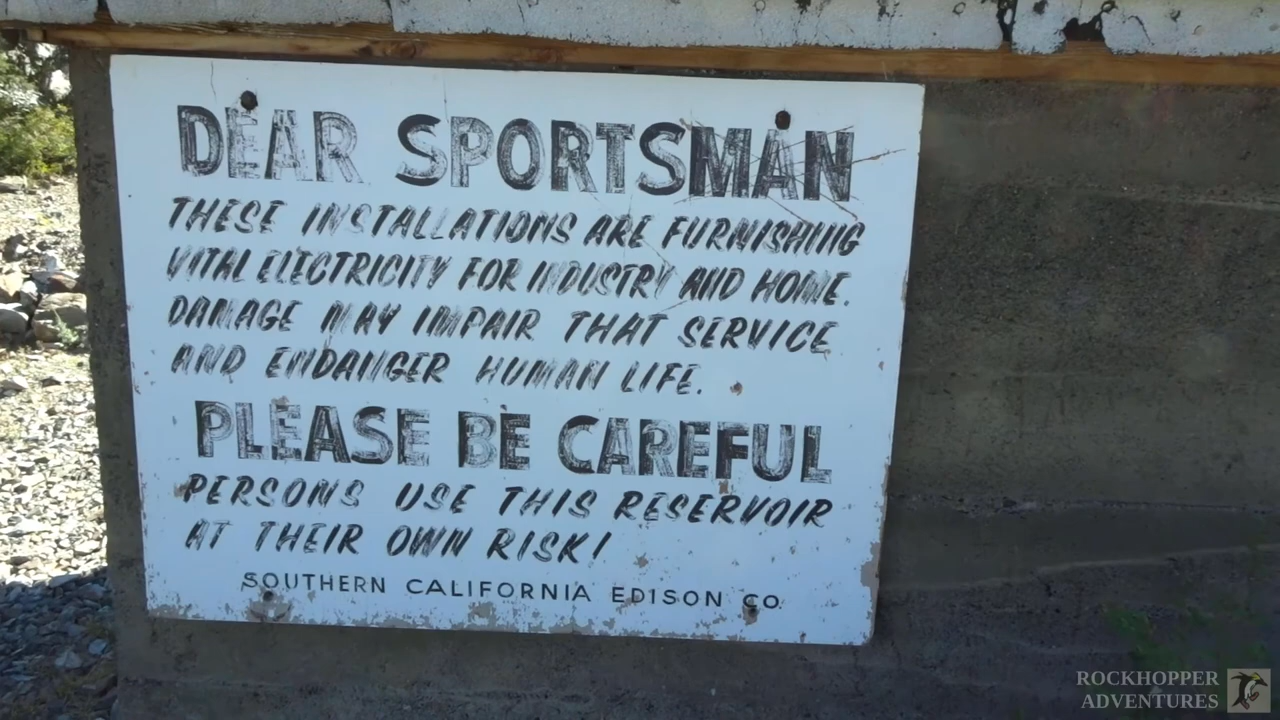 DEAR SPORTSMAN
THESE INSTALLATIONS ARE FURNISHING
VITAL ELECTRICITY FOR INDUSTRY AND HOME.
DAMAGE MAY IMPAIR THAT SERVICE
AND ENDANGER HUMAN LIFE.
PLEASE BE CAREFUL
PERSONS USE THIS RESERVOIR
AT THEIR OWN RISK!
SOUTHERN CALIFORNIA EDISON CO.
ROCKHOPPER
ADVENTURES